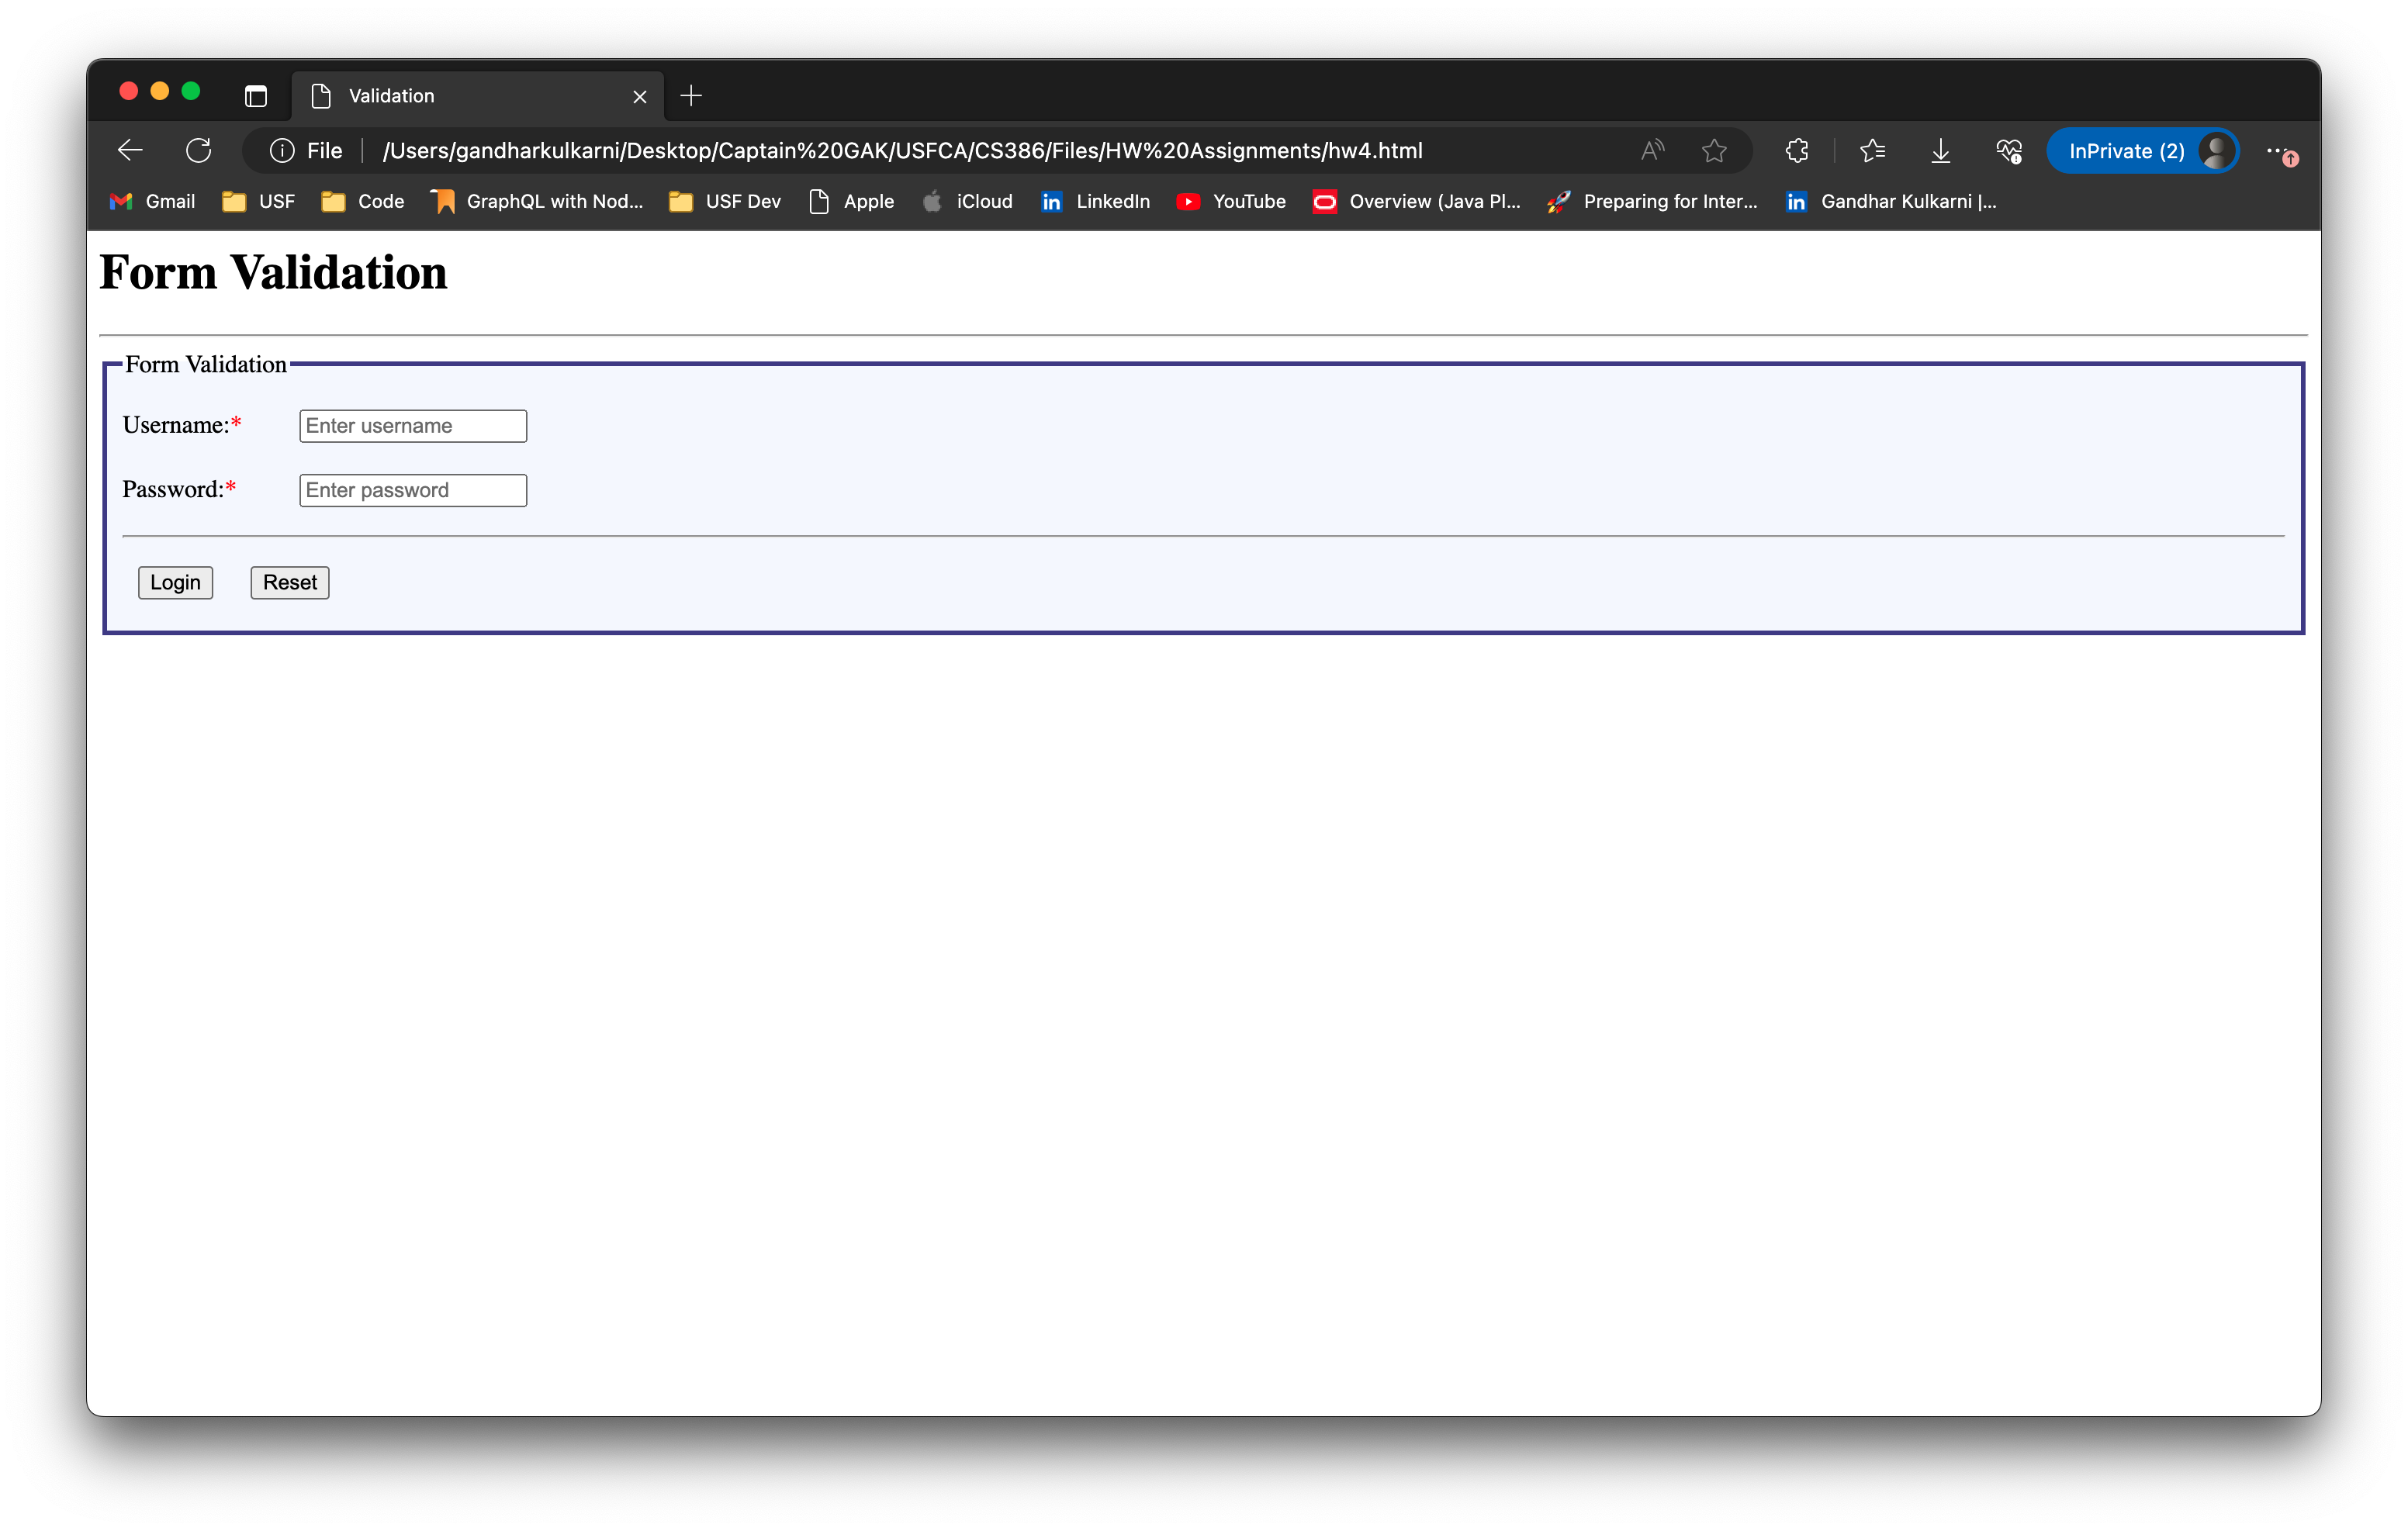 Validation
File /Users/gandharkulkarni/Desktop/Captain%20GAK/USFCA/CS386/Files/HW%20Assignments/hw4.html InPrivate (2)
Gmail USF Code GraphQL with Nod... USF Dev Apple iCloud LinkedIn YouTube Overview (Java Pl... Preparing for Inter... Gandhar Kulkarni |...
Form Validation
Form Validation
Username:* Enter username
Password:* Enter password
Login Reset